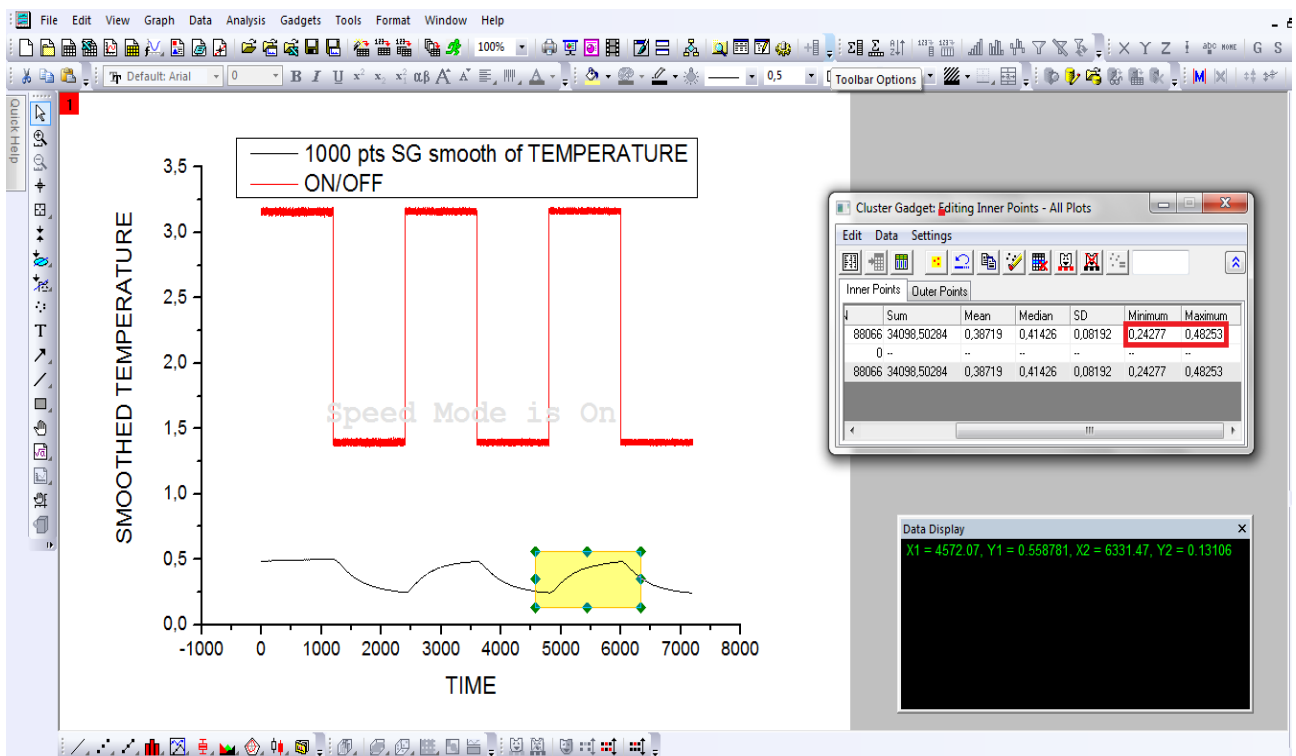 File Edit View Graph Data Analysis Gadgets Tools Format Window Help
100%
Default: Arial 0 B I U x² x₂ αβ A A 0,5 Toolbar Options
X Y Z G S
Quick Help
1
1000 pts SG smooth of TEMPERATURE
ON/OFF
SMOOTHED TEMPERATURE
3,5
3,0
2,5
2,0
1,5
1,0
0,5
0,0
Speed Mode is On
-1000 0 1000 2000 3000 4000 5000 6000 7000 8000
TIME
Cluster Gadget: Editing Inner Points - All Plots
Edit Data Settings
Inner Points Outer Points
Sum Mean Median SD Minimum Maximum
88066 34098,50284 0,38719 0,41426 0,08192 0,24277 0,48253
0 -- -- -- -- -- --
88066 34098,50284 0,38719 0,41426 0,08192 0,24277 0,48253
Data Display
X1 = 4572.07, Y1 = 0.558781, X2 = 6331.47, Y2 = 0.13106